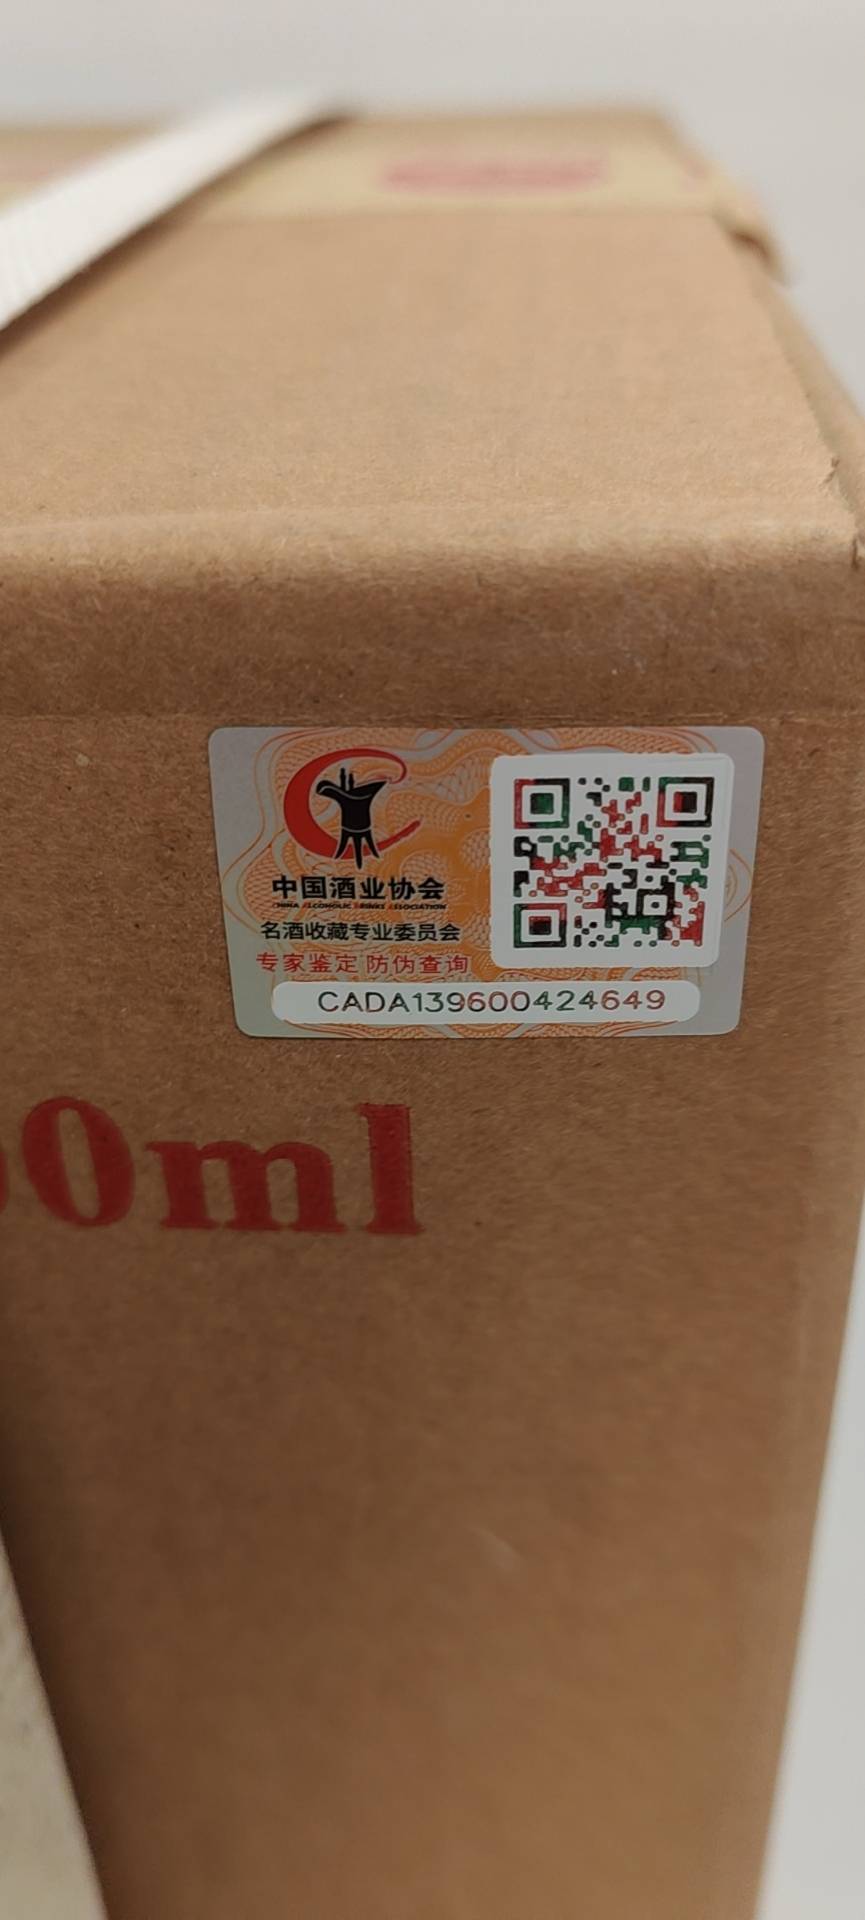 中国酒业协会
CHINA ALCOHOLIC DRINKS ASSOCIATION
名酒收藏专业委员会
专家鉴定 防伪查询
CADA139600424649
0ml